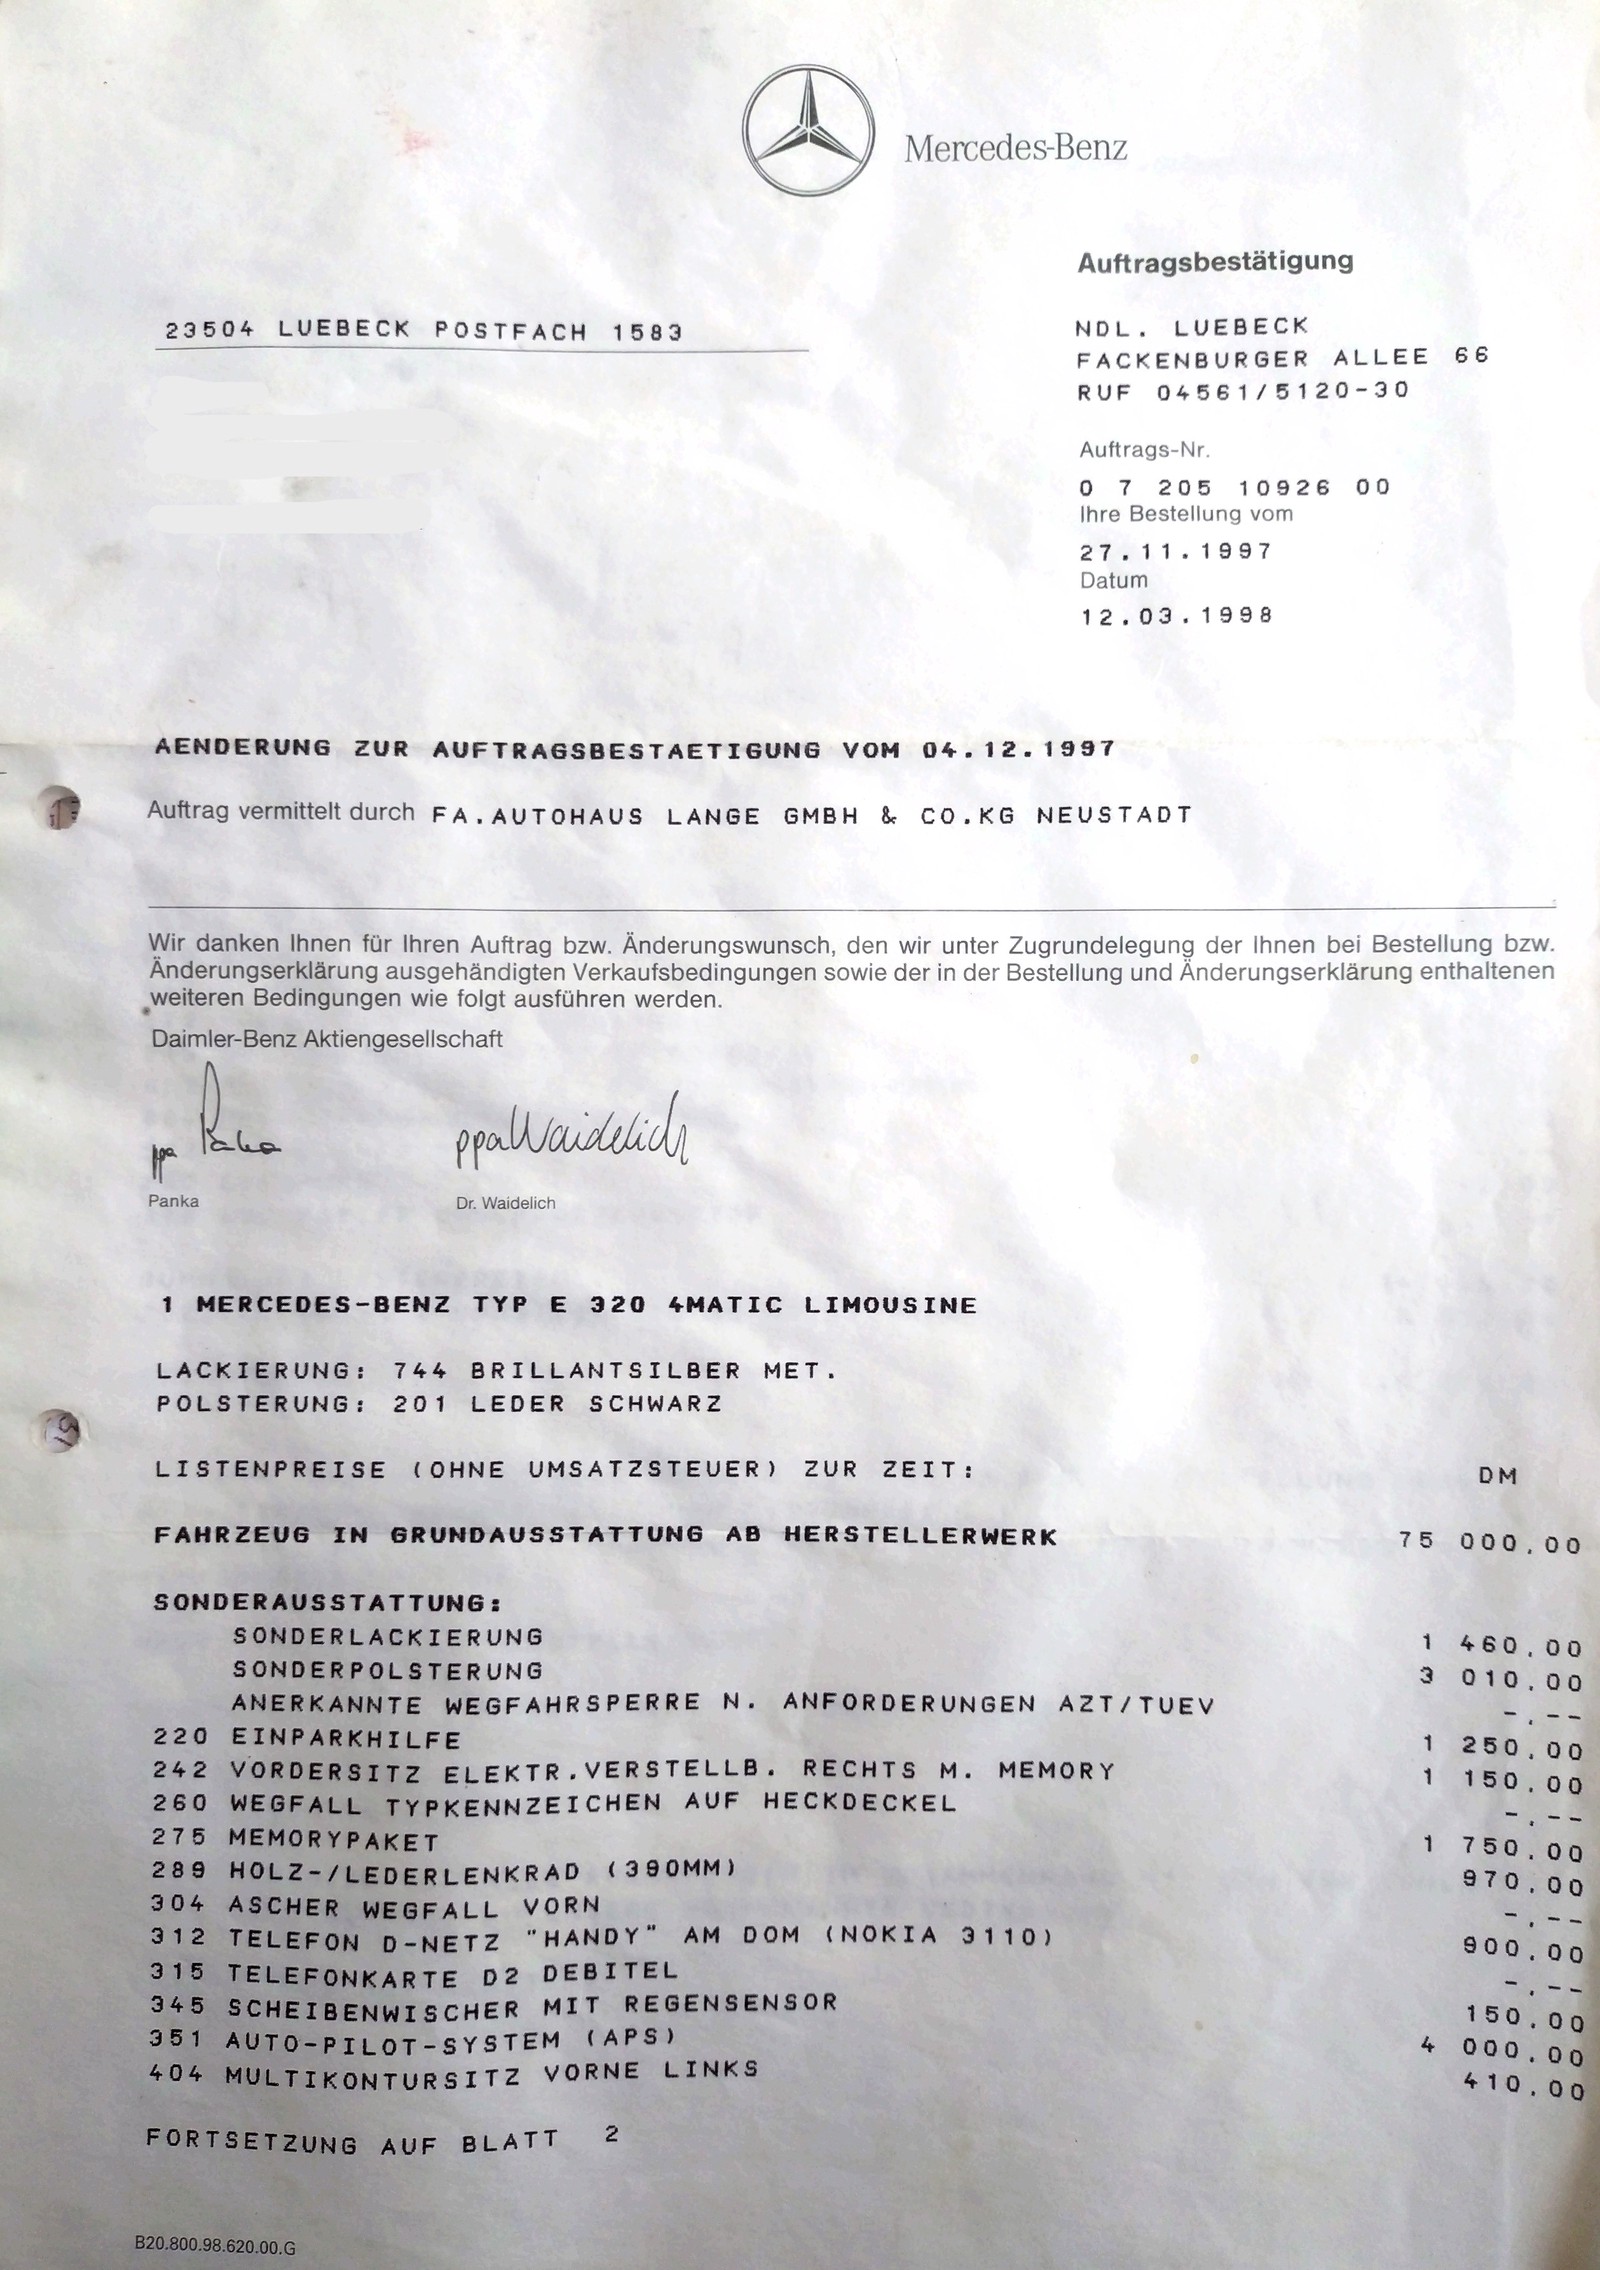 Mercedes-Benz
Auftragsbestätigung
23504 LUEBECK POSTFACH 1583
NDL. LUEBECK
FACKENBURGER ALLEE 66
RUF 04561/5120-30
Auftrags-Nr.
0 7 205 10926 00
Ihre Bestellung vom
27.11.1997
Datum
12.03.1998
AENDERUNG ZUR AUFTRAGSBESTAETIGUNG VOM 04.12.1997
Auftrag vermittelt durch FA.AUTOHAUS LANGE GMBH & CO.KG NEUSTADT
Wir danken Ihnen für Ihren Auftrag bzw. Änderungswunsch, den wir unter Zugrundelegung der Ihnen bei Bestellung bzw.
Änderungserklärung ausgehändigten Verkaufsbedingungen sowie der in der Bestellung und Änderungserklärung enthaltenen
weiteren Bedingungen wie folgt ausführen werden.
Daimler-Benz Aktiengesellschaft
ppa Panka ppa Waidelich
Panka Dr. Waidelich
1 MERCEDES-BENZ TYP E 320 4MATIC LIMOUSINE
LACKIERUNG: 744 BRILLANTSILBER MET.
POLSTERUNG: 201 LEDER SCHWARZ
LISTENPREISE (OHNE UMSATZSTEUER) ZUR ZEIT: DM
FAHRZEUG IN GRUNDAUSSTATTUNG AB HERSTELLERWERK 75 000.00
SONDERAUSSTATTUNG:
SONDERLACKIERUNG 1 460.00
SONDERPOLSTERUNG 3 010.00
ANERKANNTE WEGFAHRSPERRE N. ANFORDERUNGEN AZT/TUEV -.--
220 EINPARKHILFE 1 250.00
242 VORDERSITZ ELEKTR.VERSTELLB. RECHTS M. MEMORY 1 150.00
260 WEGFALL TYPKENNZEICHEN AUF HECKDECKEL -.--
275 MEMORYPAKET 1 750.00
289 HOLZ-/LEDERLENKRAD (390MM) 970.00
304 ASCHER WEGFALL VORN -.--
312 TELEFON D-NETZ "HANDY" AM DOM (NOKIA 3110) 900.00
315 TELEFONKARTE D2 DEBITEL -.--
345 SCHEIBENWISCHER MIT REGENSENSOR 150.00
351 AUTO-PILOT-SYSTEM (APS) 4 000.00
404 MULTIKONTURSITZ VORNE LINKS 410.00
FORTSETZUNG AUF BLATT 2
B20.800.98.620.00.G